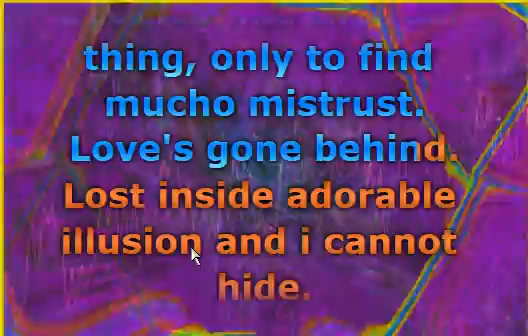 thing, only to find
mucho mistrust.
Love's gone behind.
Lost inside adorable
illusion and i cannot
hide.